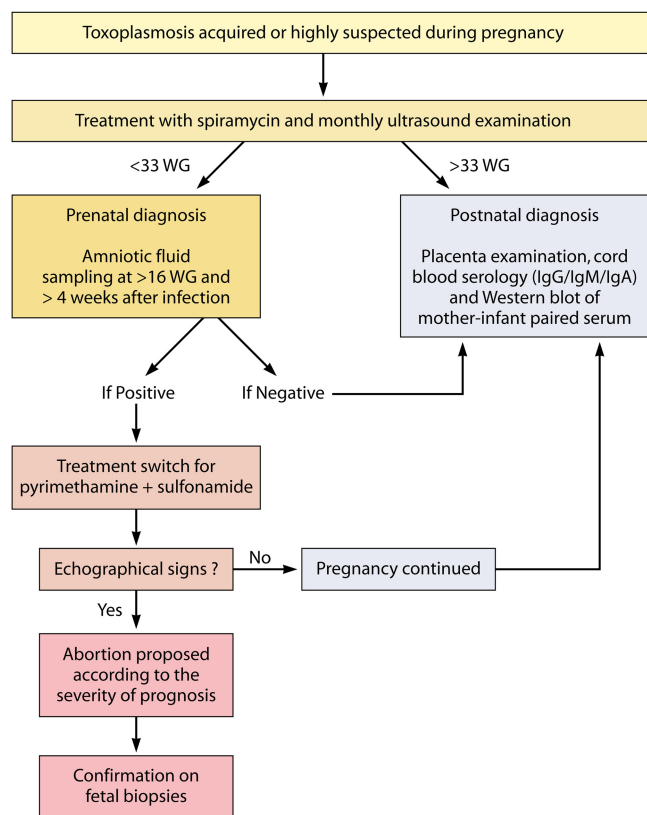 Toxoplasmosis acquired or highly suspected during pregnancy
Treatment with spiramycin and monthly ultrasound examination
<33 WG
>33 WG
Prenatal diagnosis
Amniotic fluid
sampling at >16 WG and
> 4 weeks after infection
Postnatal diagnosis
Placenta examination, cord
blood serology (IgG/IgM/IgA)
and Western blot of
mother-infant paired serum
If Positive
If Negative
Treatment switch for
pyrimethamine + sulfonamide
Echographical signs ?
No
Pregnancy continued
Yes
Abortion proposed
according to the
severity of prognosis
Confirmation on
fetal biopsies